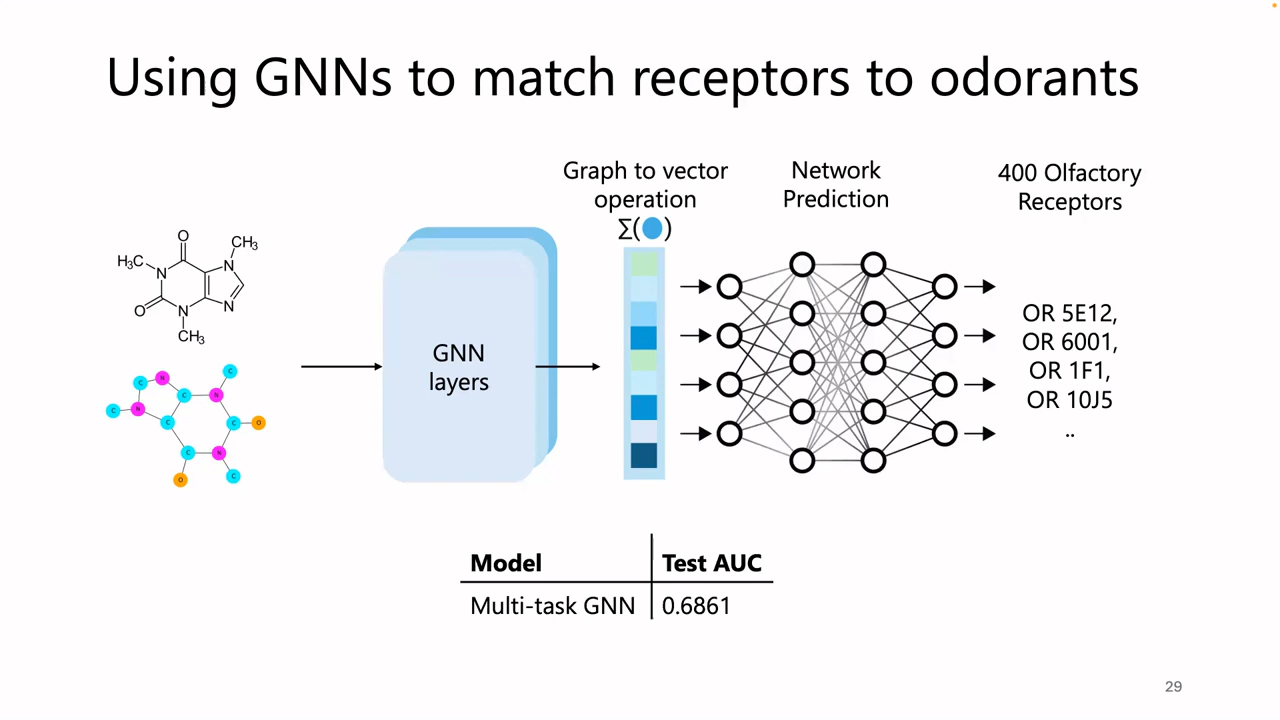 Using GNNs to match receptors to odorants
Graph to vector
operation
∑( )
Network
Prediction
400 Olfactory
Receptors
O
CH3
H3C
N
N
O
N
N
CH3
C
N
C
C
N
C
N
C
C
O
C
N
O
C
GNN
layers
OR 5E12,
OR 6001,
OR 1F1,
OR 10J5
..
Model
Test AUC
Multi-task GNN
0.6861
29